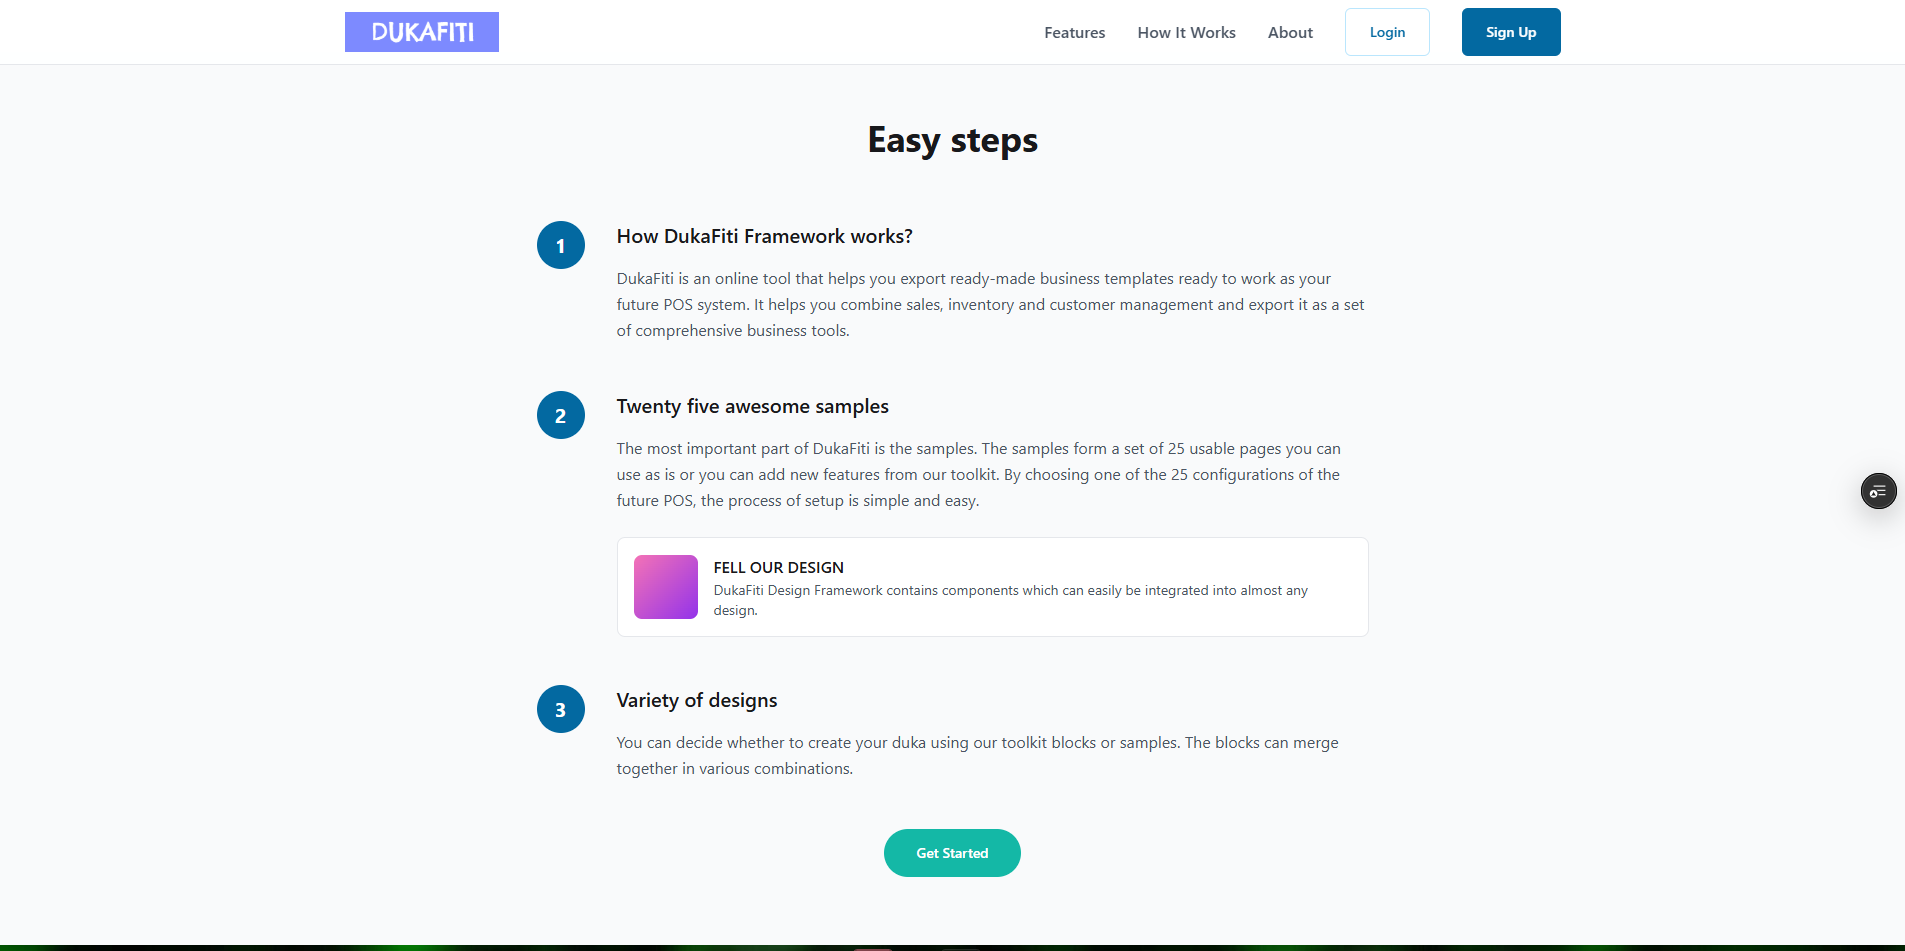 DUKAFITI
Features
How It Works
About
Login
Sign Up
Easy steps
1
How DukaFiti Framework works?
DukaFiti is an online tool that helps you export ready-made business templates ready to work as your
future POS system. It helps you combine sales, inventory and customer management and export it as a set
of comprehensive business tools.
2
Twenty five awesome samples
The most important part of DukaFiti is the samples. The samples form a set of 25 usable pages you can
use as is or you can add new features from our toolkit. By choosing one of the 25 configurations of the
future POS, the process of setup is simple and easy.
FELL OUR DESIGN
DukaFiti Design Framework contains components which can easily be integrated into almost any
design.
3
Variety of designs
You can decide whether to create your duka using our toolkit blocks or samples. The blocks can merge
together in various combinations.
Get Started